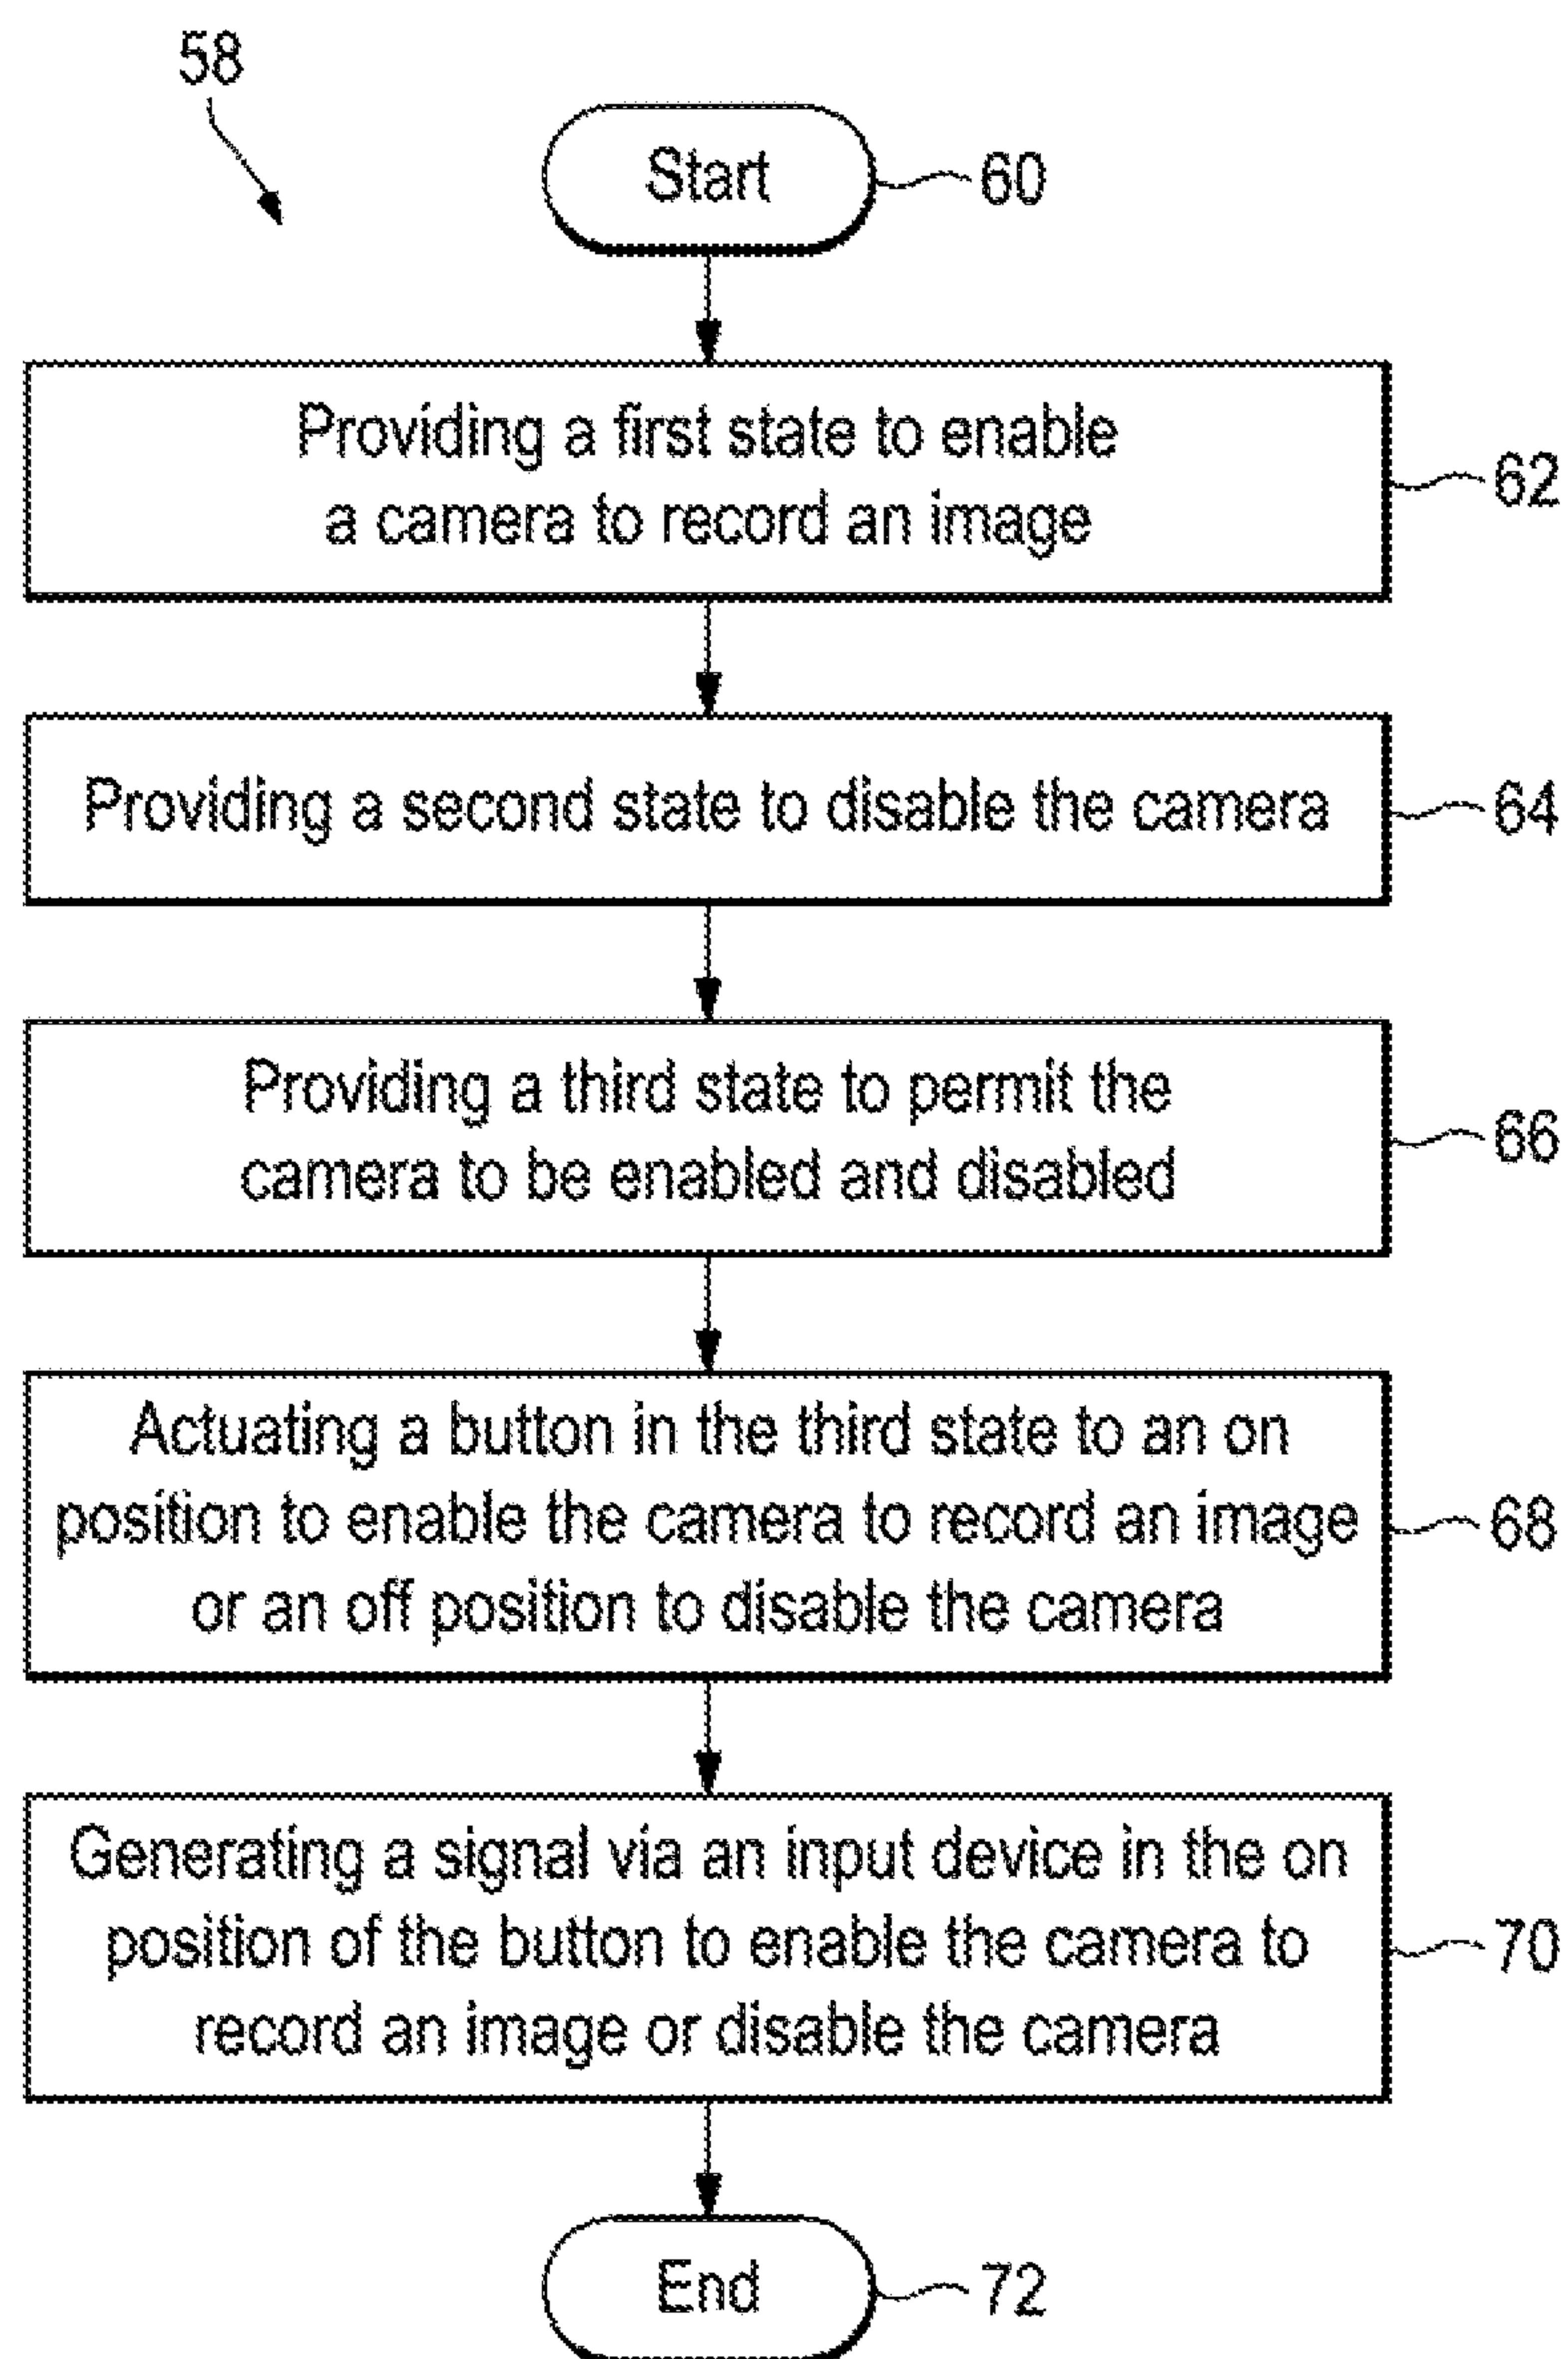 58
Start
60
Providing a first state to enable
a camera to record an image
62
Providing a second state to disable the camera
64
Providing a third state to permit the
camera to be enabled and disabled
66
Actuating a button in the third state to an on
position to enable the camera to record an image
or an off position to disable the camera
68
Generating a signal via an input device in the on
position of the button to enable the camera to
record an image or disable the camera
70
End
72